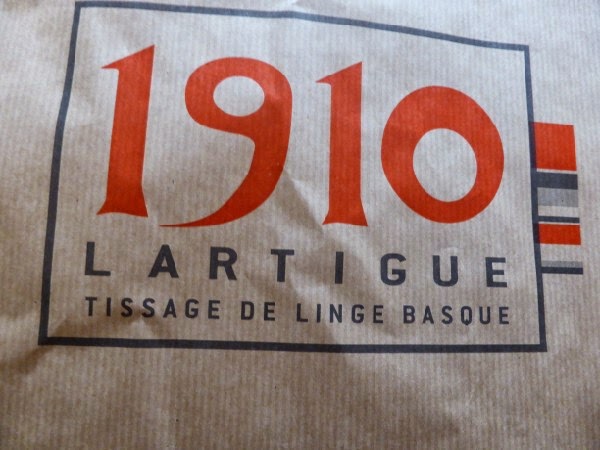 1910
LARTIGUE
TISSAGE DE LINGE BASQUE